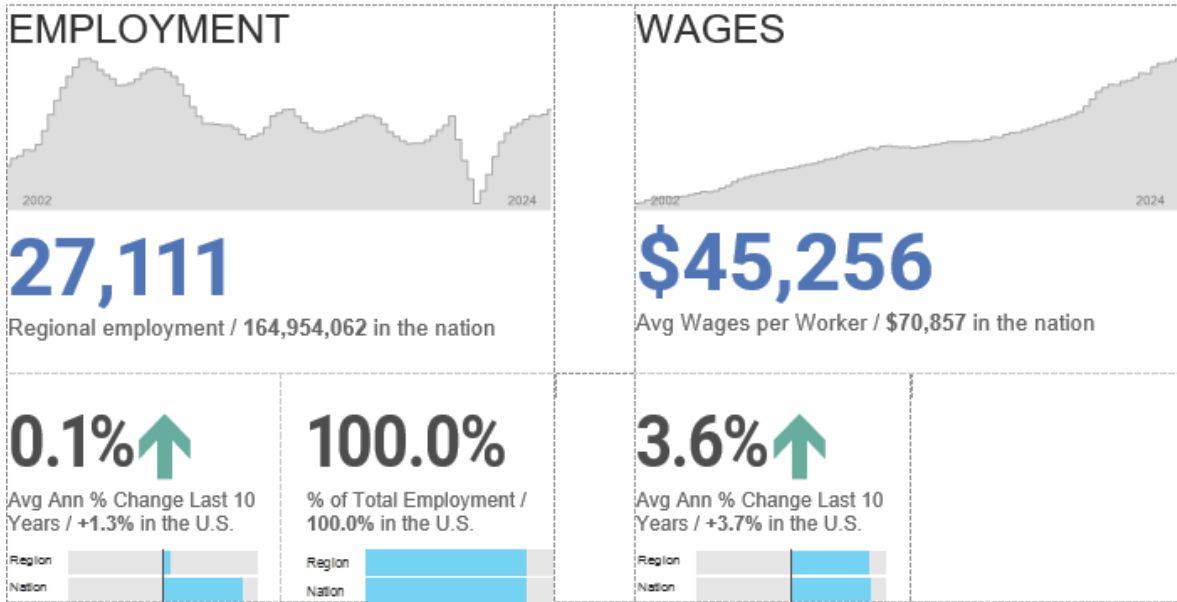 EMPLOYMENT
2002
2024
27,111
Regional employment / 164,954,062 in the nation
0.1%
Avg Ann % Change Last 10
Years / +1.3% in the U.S.
Region
Nation
100.0%
% of Total Employment /
100.0% in the U.S.
Region
Nation
WAGES
2002
2024
$45,256
Avg Wages per Worker / $70,857 in the nation
3.6%
Avg Ann % Change Last 10
Years / +3.7% in the U.S.
Region
Nation